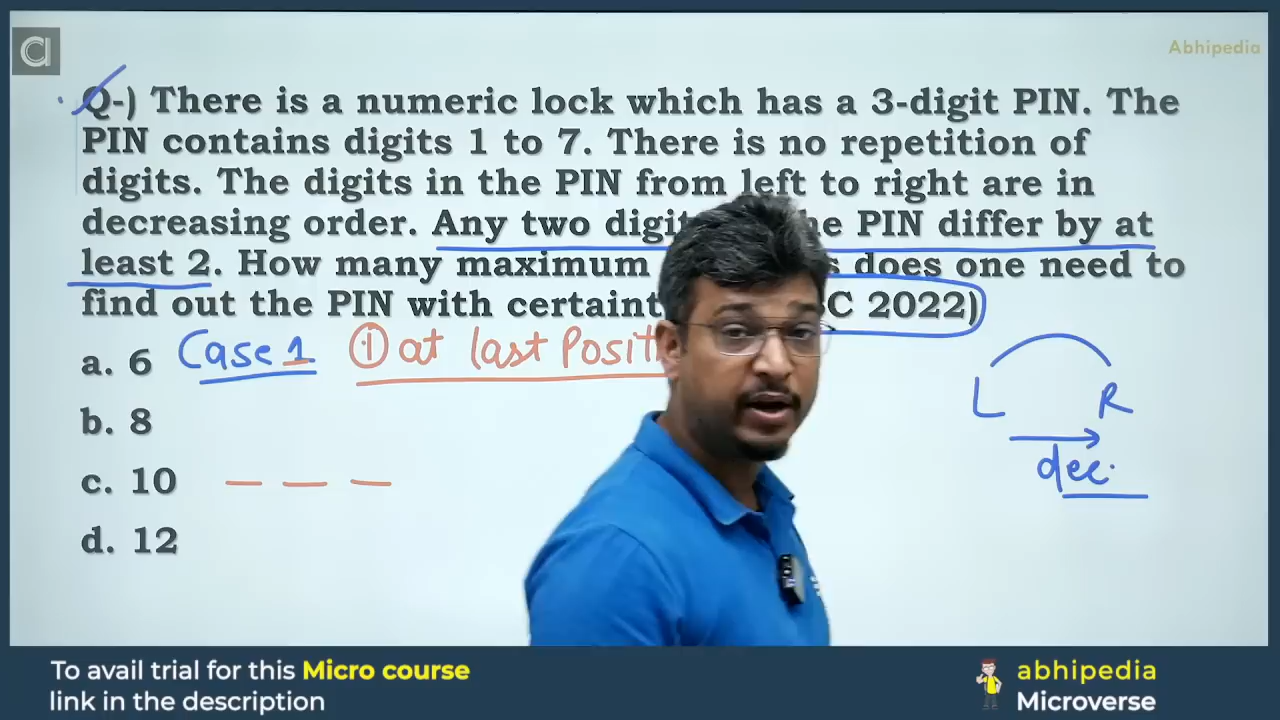 Abhipedia
Q-) There is a numeric lock which has a 3-digit PIN. The
PIN contains digits 1 to 7. There is no repetition of
digits. The digits in the PIN from left to right are in
decreasing order. Any two he PIN differ by at
least 2. How many maximum does one need to
find out the PIN with C 2022)
a. 6
Case 1 ① at last
b. 8
c. 10
d. 12
L R
dec.
To avail trial for this Micro course
link in the description
abhipedia
Microverse